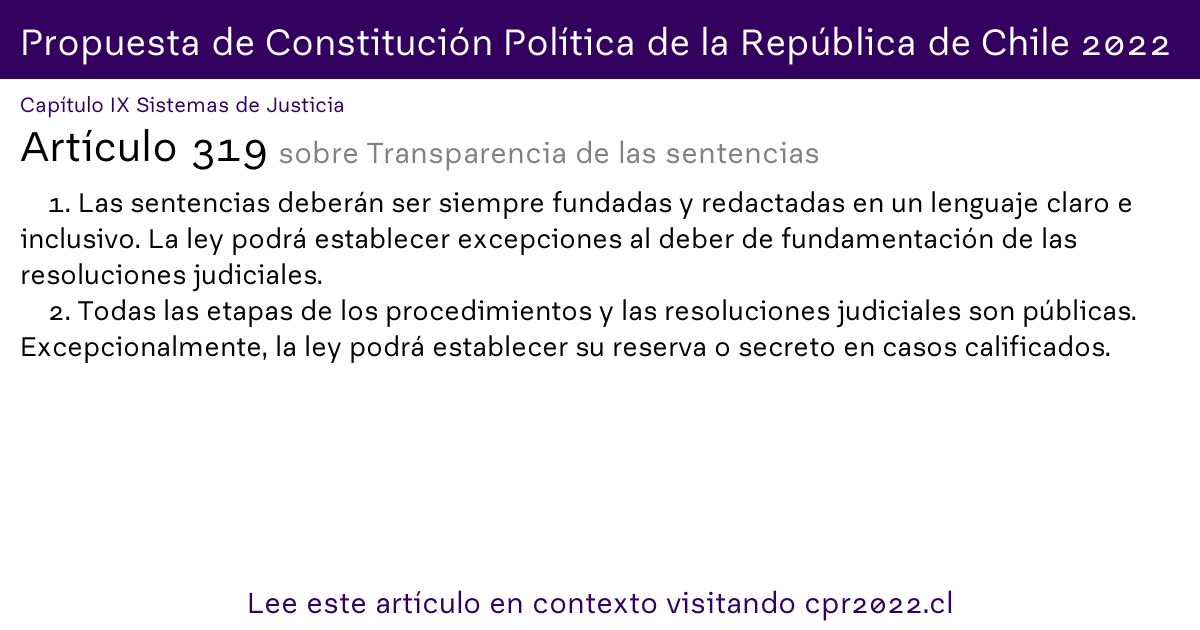 Propuesta de Constitución Política de la República de Chile 2022
Capítulo IX Sistemas de Justicia
Artículo 319 sobre Transparencia de las sentencias
1. Las sentencias deberán ser siempre fundadas y redactadas en un lenguaje claro e
inclusivo. La ley podrá establecer excepciones al deber de fundamentación de las
resoluciones judiciales.
2. Todas las etapas de los procedimientos y las resoluciones judiciales son públicas.
Excepcionalmente, la ley podrá establecer su reserva o secreto en casos calificados.
Lee este artículo en contexto visitando cpr2022.cl